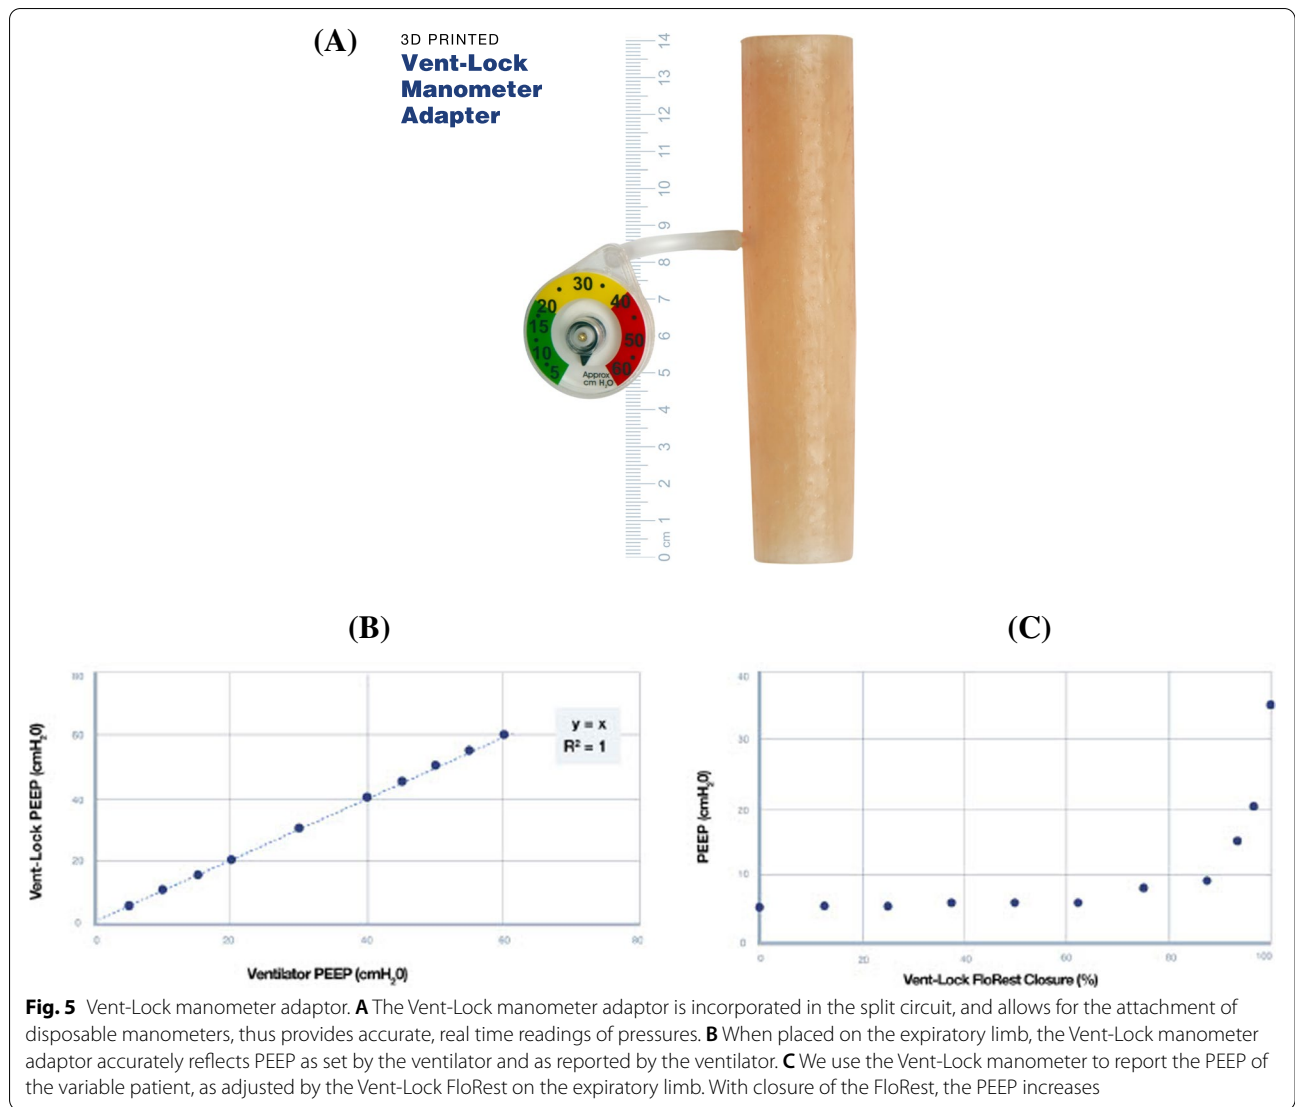 (A)
3D PRINTED
Vent-Lock
Manometer
Adapter
14
13
12
11
10
9
8
7
6
5
4
3
2
1
0 cm
30
20
40
15
50
10
60
5
Approx
cm H₂O
(B)
(C)
Vent-Lock PEEP (cmH₂0)
60
40
20
0
0
20
40
60
80
y = x
R² = 1
Ventilator PEEP (cmH₂0)
PEEP (cmH₂0)
40
30
20
10
0
0
20
40
60
80
100
Vent-Lock FloRest Closure (%)
Fig. 5 Vent-Lock manometer adaptor. A The Vent-Lock manometer adaptor is incorporated in the split circuit, and allows for the attachment of
disposable manometers, thus provides accurate, real time readings of pressures. B When placed on the expiratory limb, the Vent-Lock manometer
adaptor accurately reflects PEEP as set by the ventilator and as reported by the ventilator. C We use the Vent-Lock manometer to report the PEEP of
the variable patient, as adjusted by the Vent-Lock FloRest on the expiratory limb. With closure of the FloRest, the PEEP increases